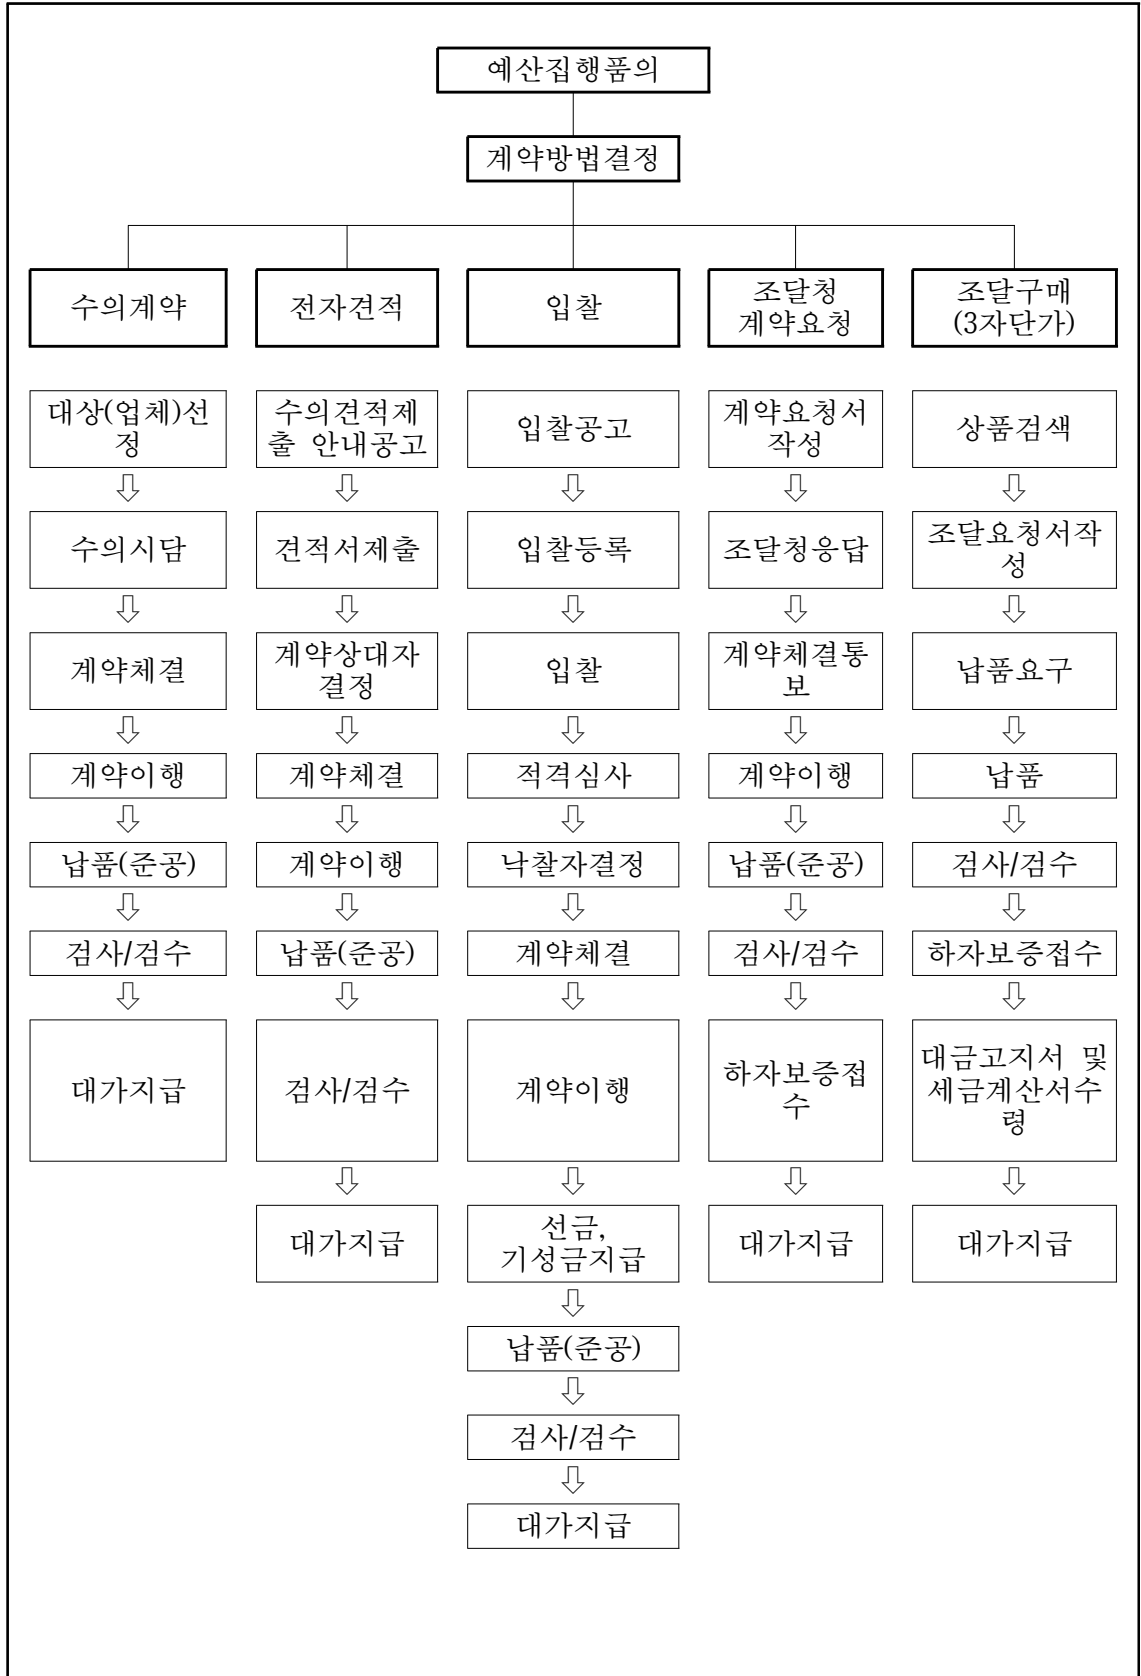 예산집행품의
계약방법결정
수의계약
전자견적
입찰
조달청
계약요청
조달구매
(3자단가)
대상(업체)선
정
수의견적제
출 안내공고
입찰공고
계약요청서
작성
상품검색
⇩ ⇩ ⇩ ⇩ ⇩
수의시담
견적서제출
입찰등록
조달청응답
조달요청서작
성
⇩ ⇩ ⇩ ⇩ ⇩
계약체결
계약상대자
결정
입찰
계약체결통
보
납품요구
⇩ ⇩ ⇩ ⇩ ⇩
계약이행
계약체결
적격심사
계약이행
납품
⇩ ⇩ ⇩ ⇩ ⇩
납품(준공)
계약이행
낙찰자결정
납품(준공)
검사/검수
⇩ ⇩ ⇩ ⇩ ⇩
검사/검수
납품(준공)
계약체결
검사/검수
하자보증접수
⇩ ⇩ ⇩ ⇩ ⇩
대가지급
검사/검수
계약이행
하자보증접
수
대금고지서 및
세금계산서수
령
⇩ ⇩ ⇩ ⇩
대가지급
선금,
기성금지급
대가지급
대가지급
⇩
납품(준공)
⇩
검사/검수
⇩
대가지급